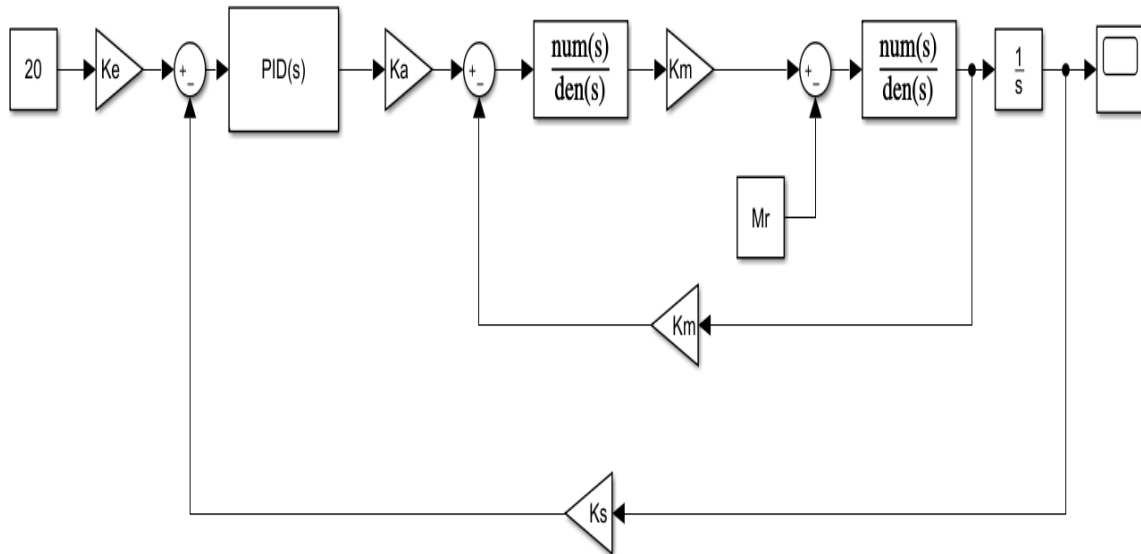 20
Ke
+
−
PID(s)
Ka
+
−
num(s)
den(s)
Km
+
−
num(s)
den(s)
1
s
Mr
Km
Ks